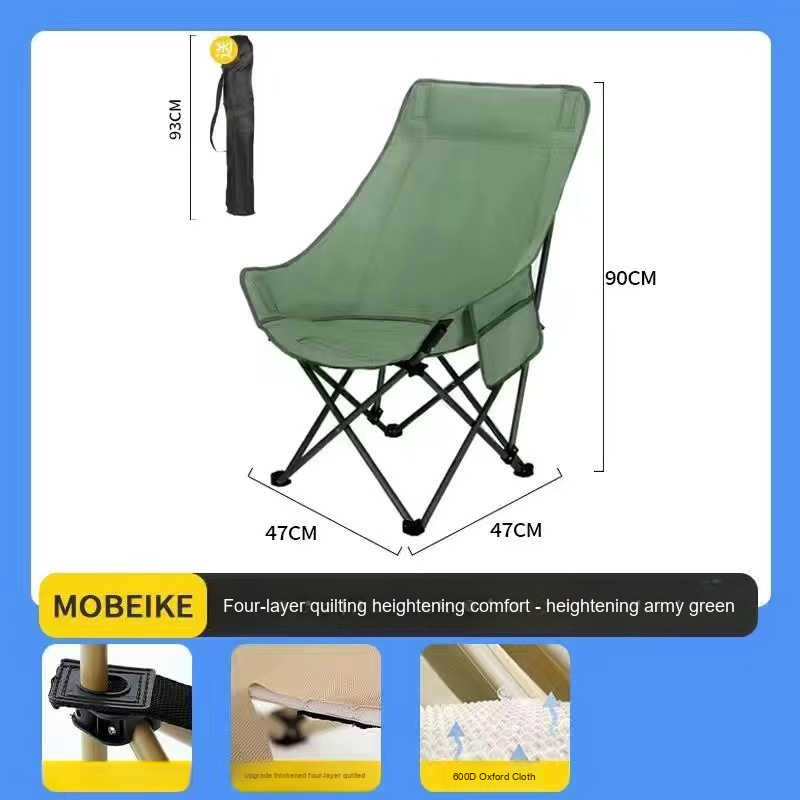 93CM
90CM
47CM
47CM
MOBEIKE
Four-layer quilting heightening comfort - heightening army green
Upgrade thickened four-layer quilted
600D Oxford Cloth